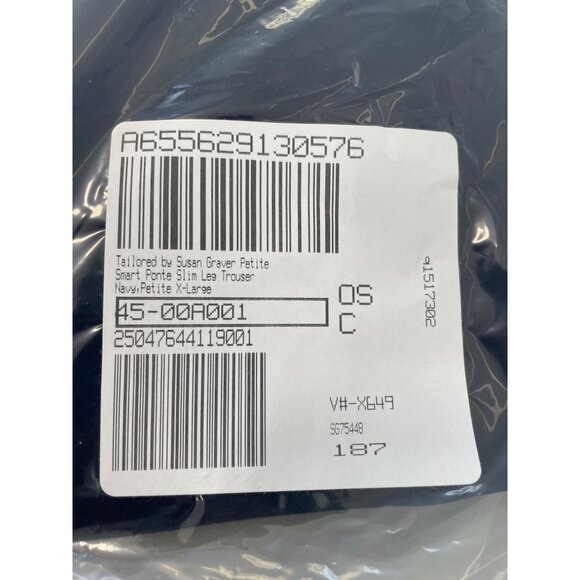 A655629130576
Tailored by Susan Graver Petite
Smart Ponte Slim Leg Trouser
Navy,Petite X-Large
45-00A001
OS
C
25047644119001
V#-X649
SG75448
187
91517302